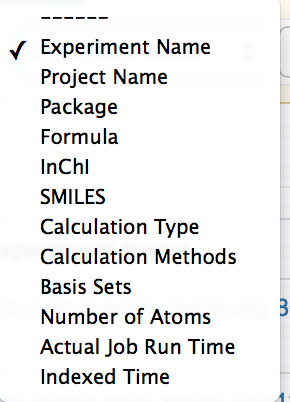 ------
✓ Experiment Name
Project Name
Package
Formula
InChI
SMILES
Calculation Type
Calculation Methods
Basis Sets
Number of Atoms
Actual Job Run Time
Indexed Time